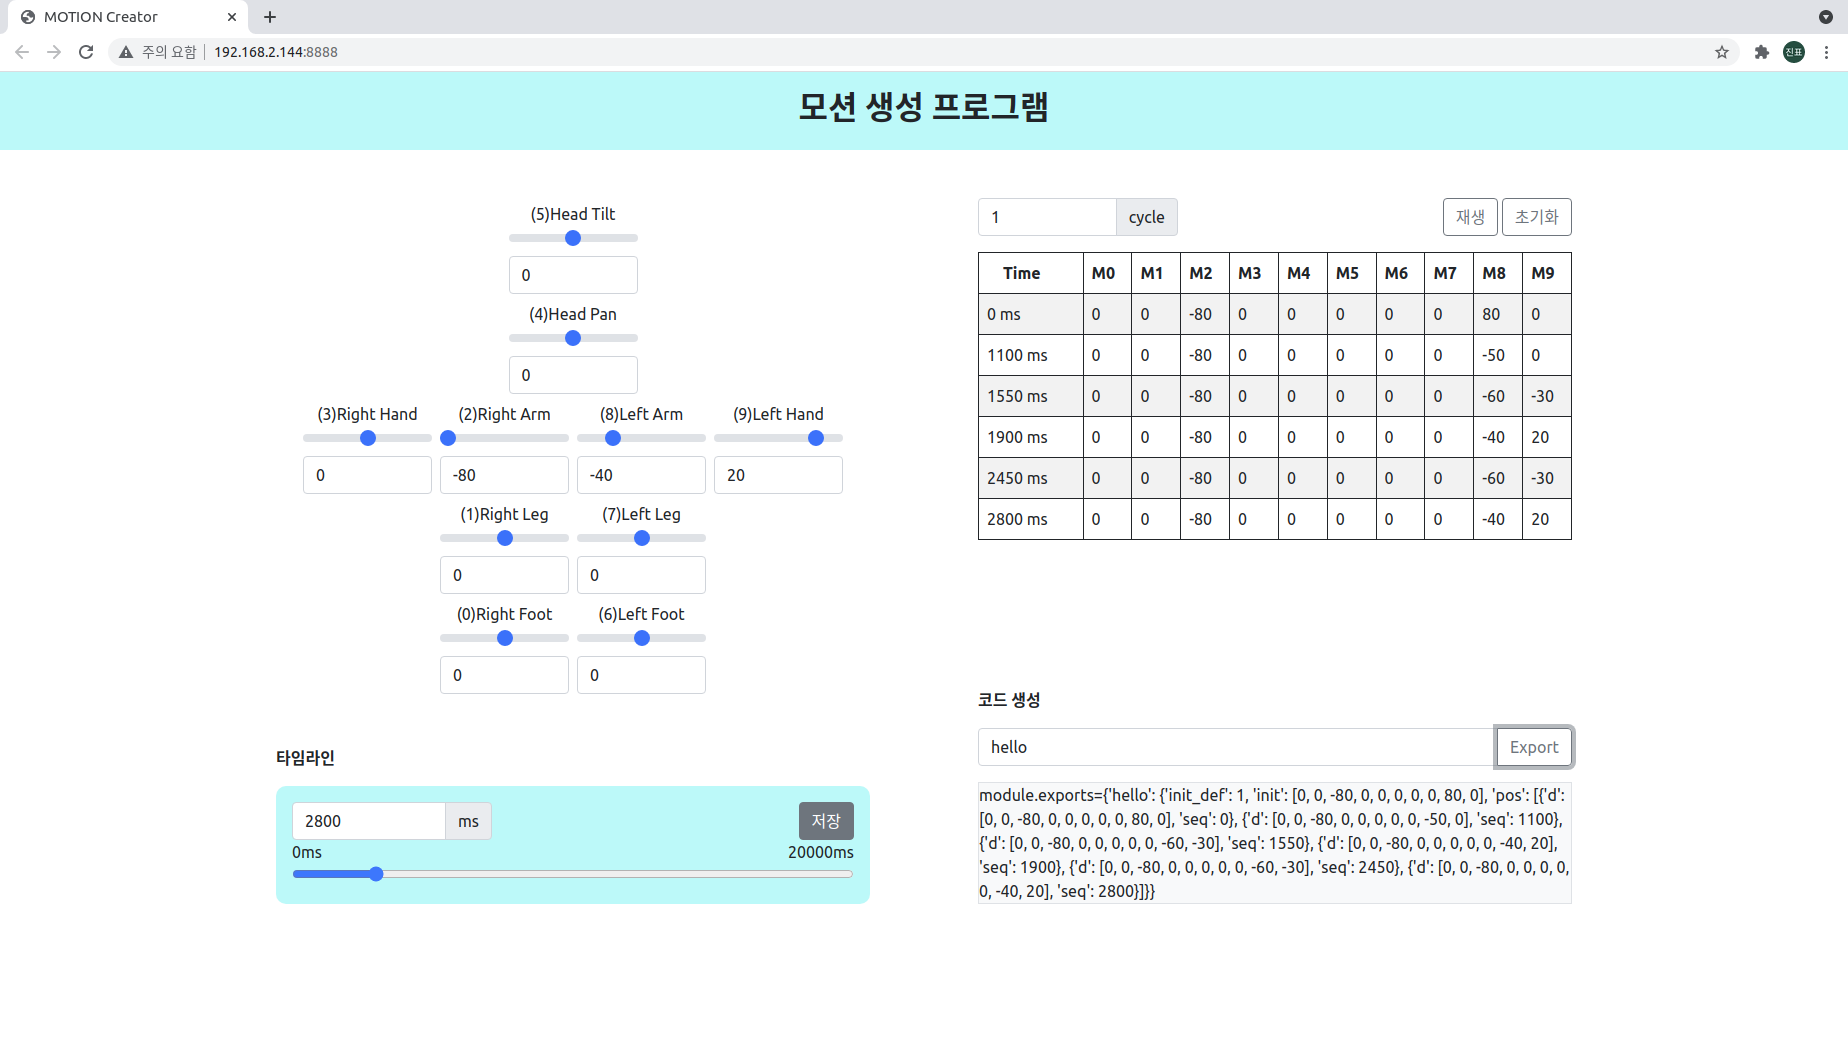 MOTION Creator
주의 요함 192.168.2.144:8888
진표
모션 생성 프로그램
(5)Head Tilt
0
(4)Head Pan
0
(3)Right Hand (2)Right Arm (8)Left Arm (9)Left Hand
0 -80 -40 20
(1)Right Leg (7)Left Leg
0 0
(0)Right Foot (6)Left Foot
0 0
타임라인
2800 ms 저장
0ms 20000ms
1 cycle 재생 초기화
Time M0 M1 M2 M3 M4 M5 M6 M7 M8 M9
0 ms 0 0 -80 0 0 0 0 0 80 0
1100 ms 0 0 -80 0 0 0 0 0 -50 0
1550 ms 0 0 -80 0 0 0 0 0 -60 -30
1900 ms 0 0 -80 0 0 0 0 0 -40 20
2450 ms 0 0 -80 0 0 0 0 0 -60 -30
2800 ms 0 0 -80 0 0 0 0 0 -40 20
코드 생성
hello Export
module.exports={'hello': {'init_def': 1, 'init': [0, 0, -80, 0, 0, 0, 0, 0, 80, 0], 'pos': [{'d':
[0, 0, -80, 0, 0, 0, 0, 0, 80, 0], 'seq': 0}, {'d': [0, 0, -80, 0, 0, 0, 0, 0, -50, 0], 'seq': 1100},
{'d': [0, 0, -80, 0, 0, 0, 0, 0, -60, -30], 'seq': 1550}, {'d': [0, 0, -80, 0, 0, 0, 0, 0, -40, 20],
'seq': 1900}, {'d': [0, 0, -80, 0, 0, 0, 0, 0, -60, -30], 'seq': 2450}, {'d': [0, 0, -80, 0, 0, 0, 0,
0, -40, 20], 'seq': 2800}]}}